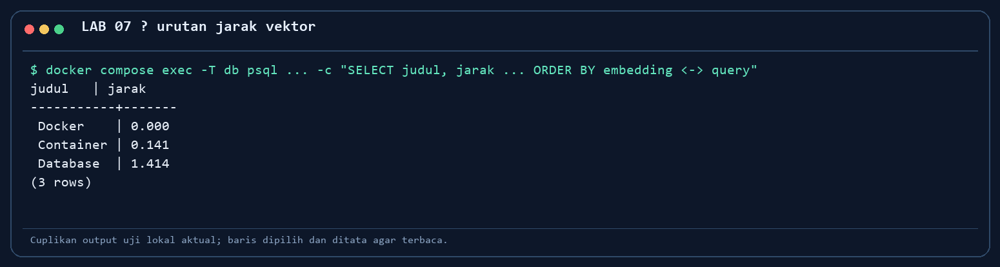 LAB 07 ? urutan jarak vektor
$ docker compose exec -T db psql ... -c "SELECT judul, jarak ... ORDER BY embedding <-> query"
judul   | jarak
-----------+-------
 Docker    | 0.000
 Container | 0.141
 Database  | 1.414
(3 rows)
Cuplikan output uji lokal aktual; baris dipilih dan ditata agar terbaca.